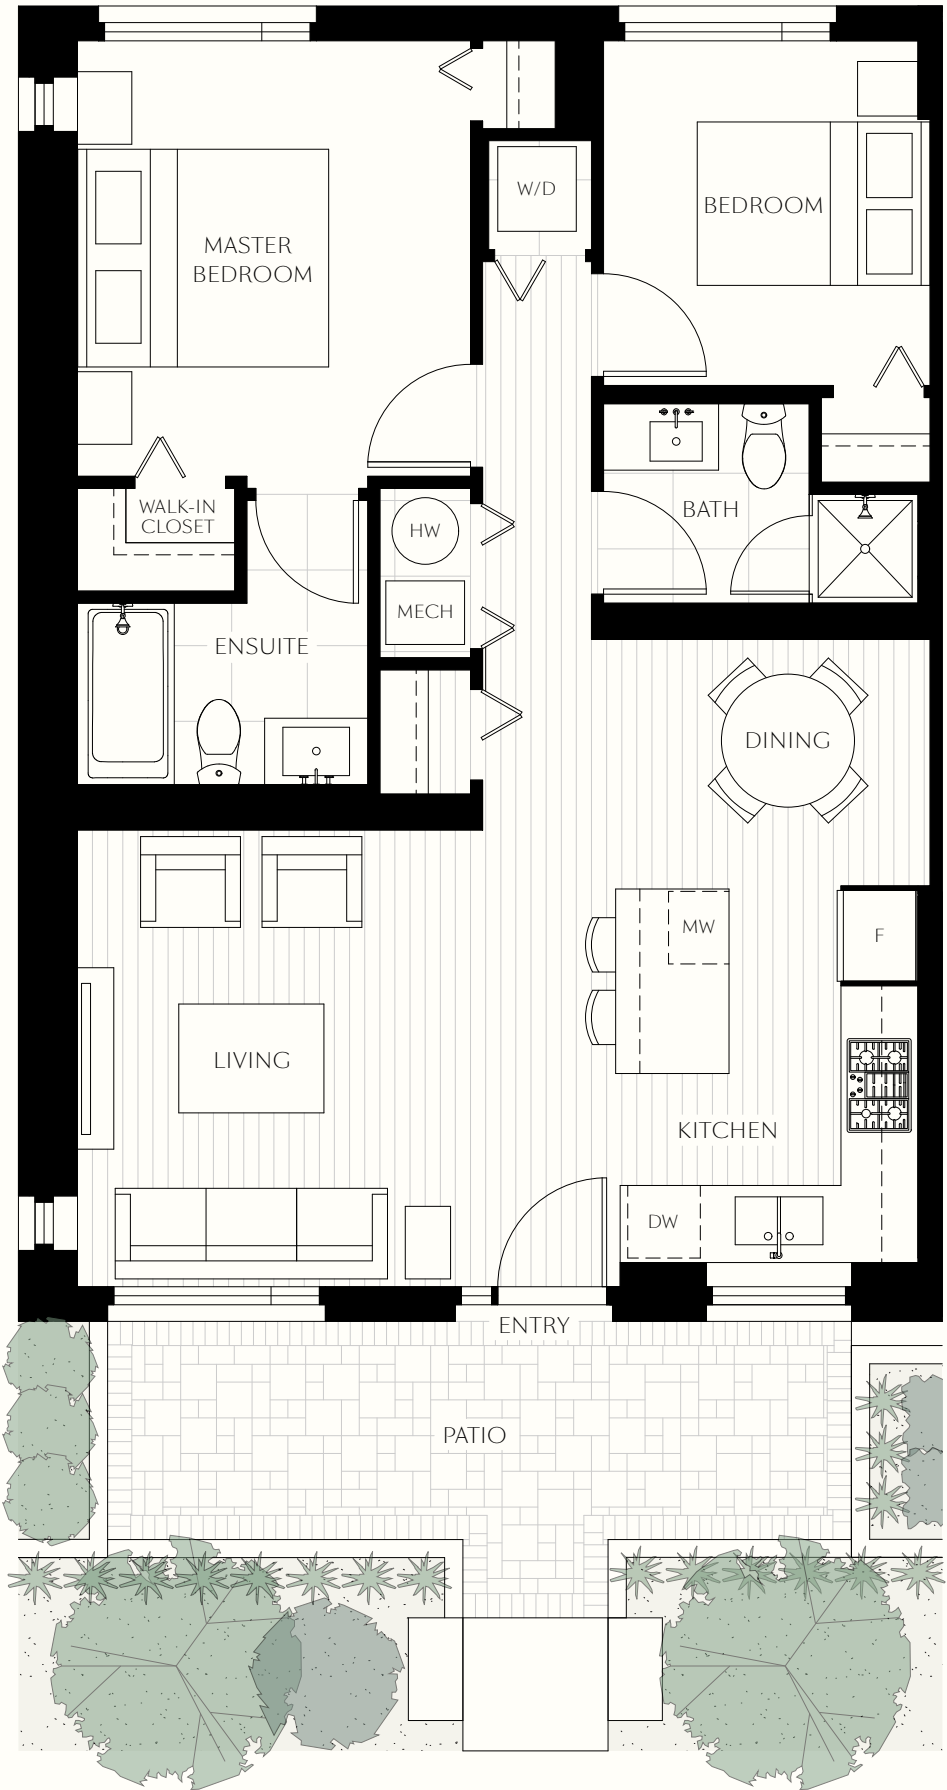 W/D
BEDROOM
MASTER
BEDROOM
WALK-IN
CLOSET
HW
BATH
MECH
ENSUITE
DINING
MW
F
LIVING
KITCHEN
DW
ENTRY
PATIO